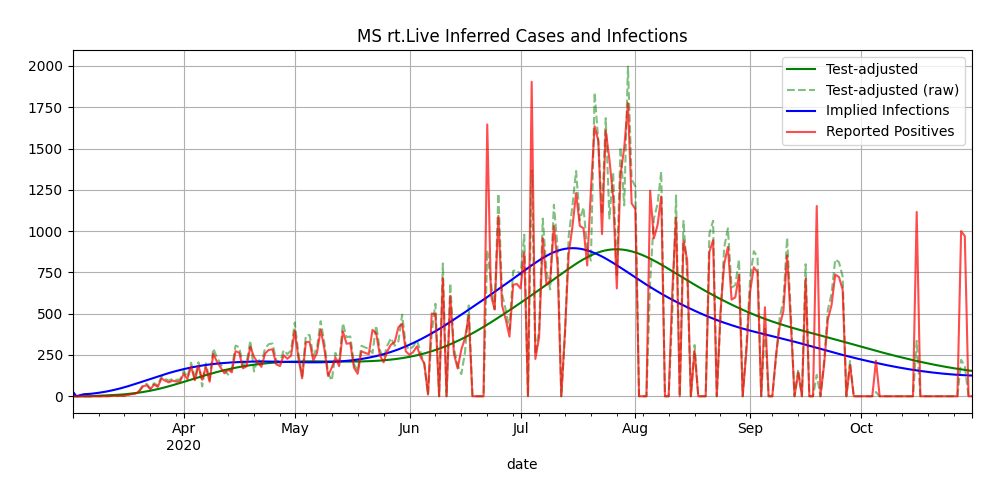 MS rt.Live Inferred Cases and Infections
Test-adjusted
Test-adjusted (raw)
Implied Infections
Reported Positives
2000
1750
1500
1250
1000
750
500
250
0
Apr May Jun Jul Aug Sep Oct
2020
date